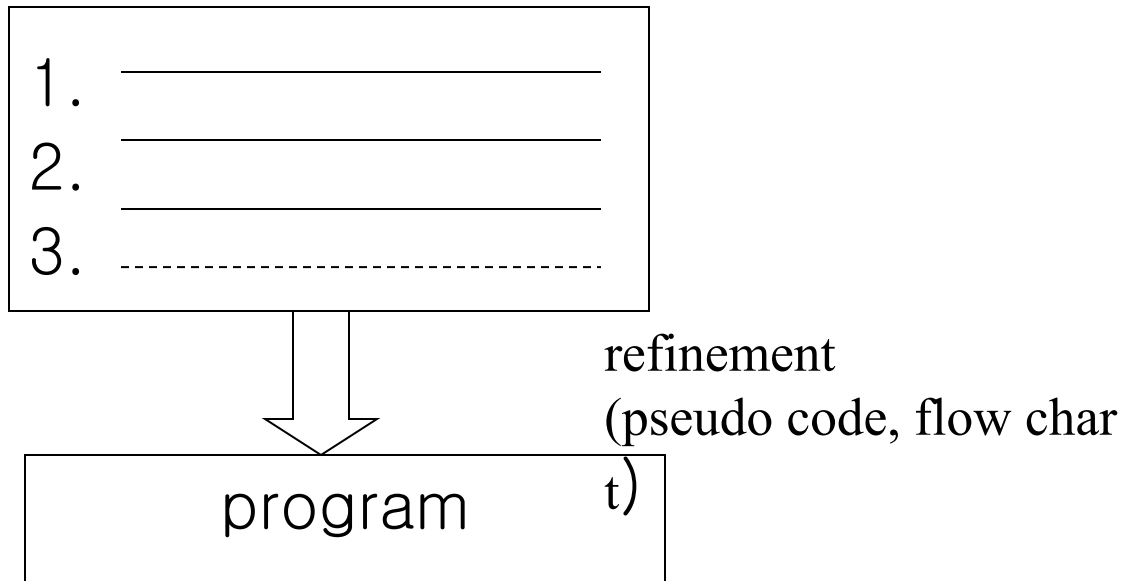 1.
2.
3.
refinement
(pseudo code, flow char
t)
program